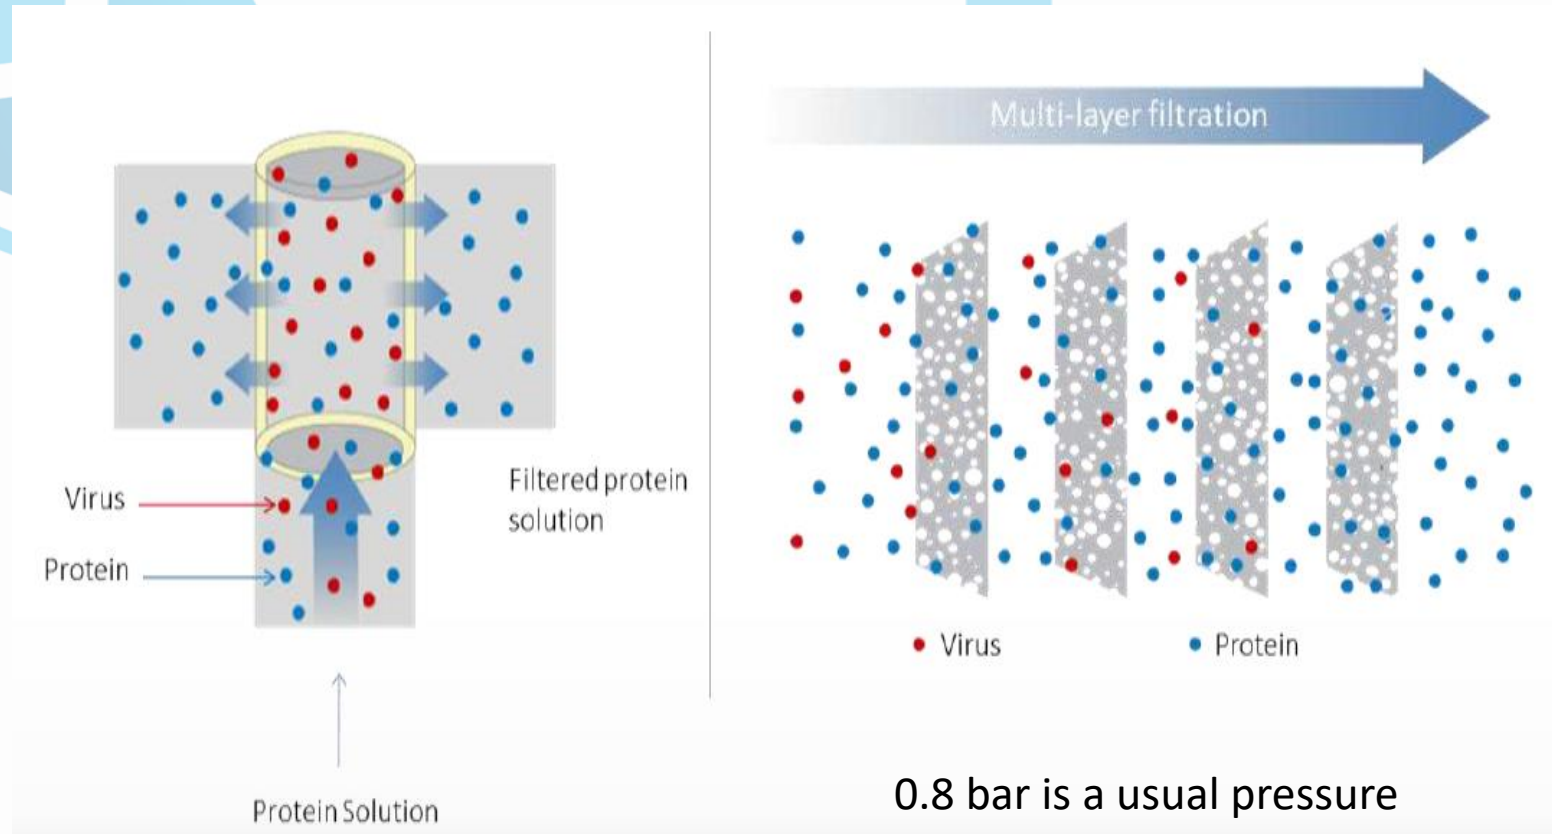 Virus
Protein
Filtered protein
solution
Protein Solution
Multi-layer filtration
Virus
Protein
0.8 bar is a usual pressure